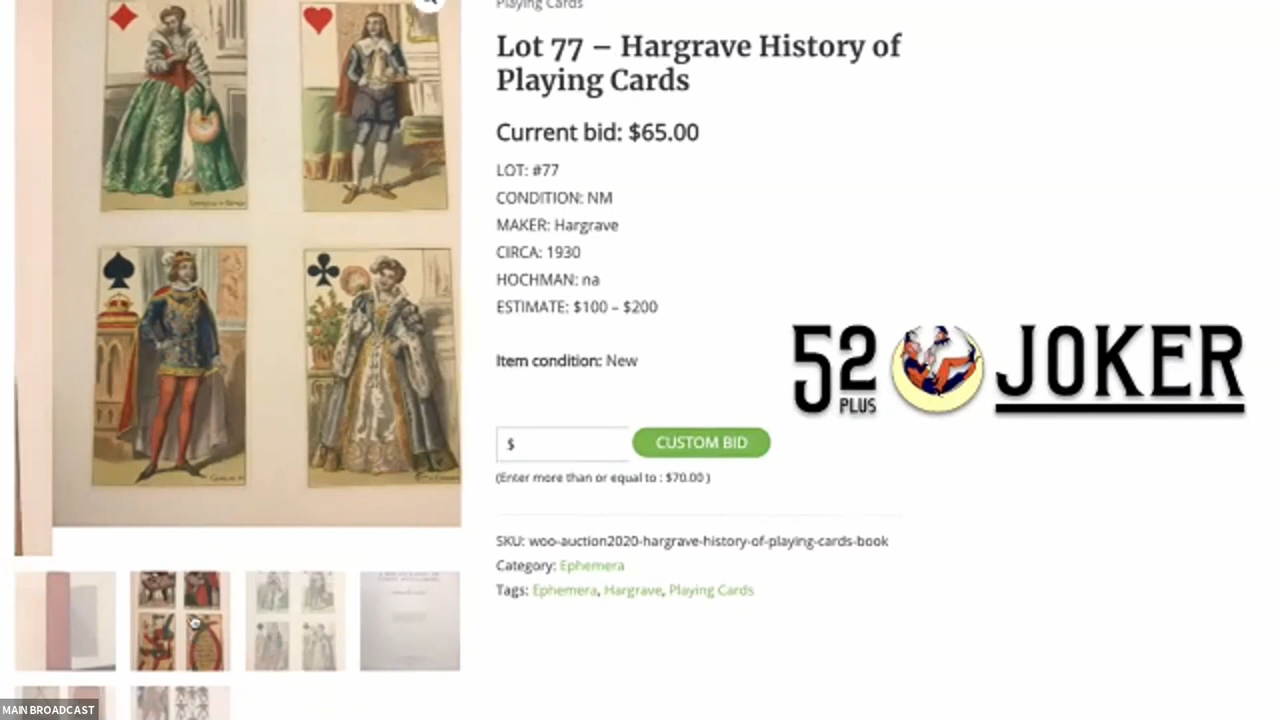 Playing Cards
Lot 77 – Hargrave History of
Playing Cards
Current bid: $65.00
LOT: #77
CONDITION: NM
MAKER: Hargrave
CIRCA: 1930
HOCHMAN: na
ESTIMATE: $100 – $200
Item condition: New
52 PLUS JOKER
$ CUSTOM BID
(Enter more than or equal to : $70.00 )
SKU: woo-auction2020-hargrave-history-of-playing-cards-book
Category: Ephemera
Tags: Ephemera, Hargrave, Playing Cards
MAIN BROADCAST